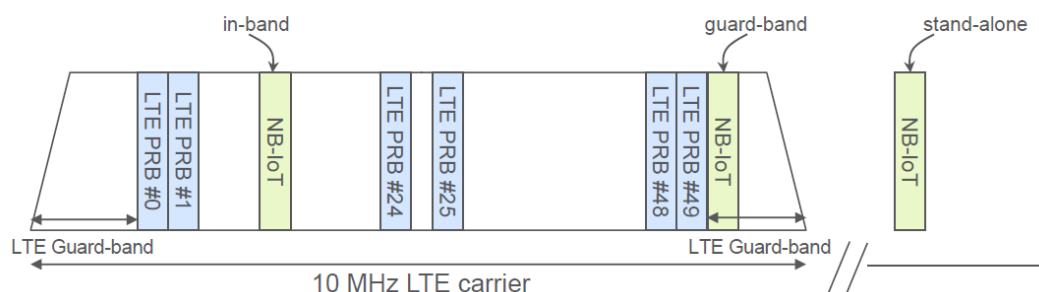 in-band
guard-band
stand-alone
LTE PRB #0
LTE PRB #1
NB-IoT
LTE PRB #24
LTE PRB #25
LTE PRB #48
LTE PRB #49
NB-IoT
NB-IoT
LTE Guard-band
LTE Guard-band
10 MHz LTE carrier